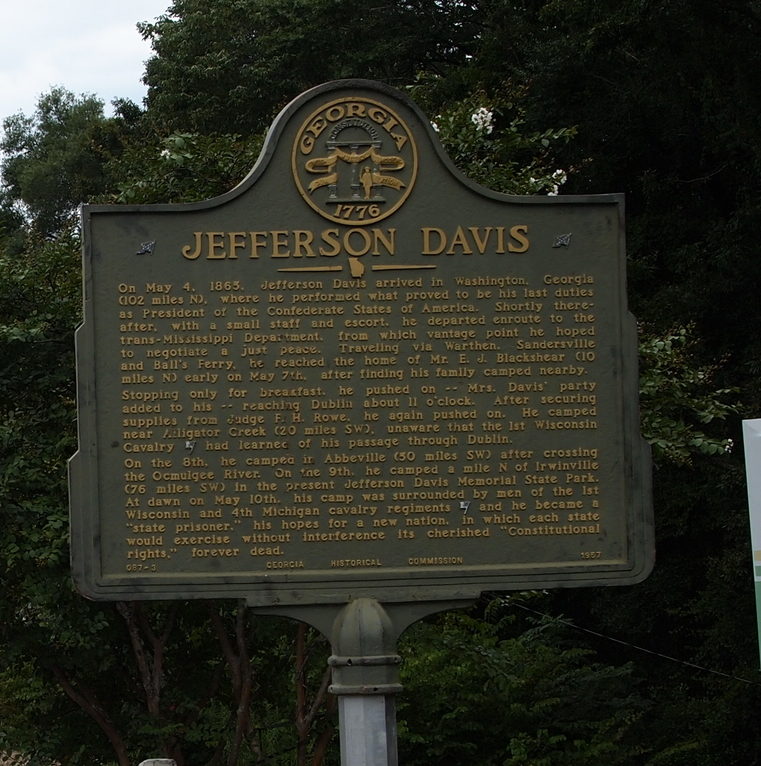 GEORGIA
CONSTITUTION
1776
JEFFERSON DAVIS
On May 4, 1865, Jefferson Davis arrived in Washington, Georgia
(102 miles N), where he performed what proved to be his last duties
as President of the Confederate States of America. Shortly there-
after, with a small staff and escort, he departed enroute to the
trans-Mississippi Department, from which vantage point he hoped
to negotiate a just peace. Traveling via Warthen, Sandersville
and Ball's Ferry, he reached the home of Mr. E. J. Blackshear (10
miles N) early on May 7th, after finding his family camped nearby.
Stopping only for breakfast, he pushed on -- Mrs. Davis' party
added to his -- reaching Dublin about 11 o'clock. After securing
supplies from Judge F. H. Rowe, he again pushed on. He camped
near Alligator Creek (20 miles SW), unaware that the 1st Wisconsin
Cavalry had learned of his passage through Dublin.
On the 8th, he camped in Abbeville (50 miles SW) after crossing
the Ocmulgee River. On the 9th, he camped a mile N of Irwinville
(76 miles SW) in the present Jefferson Davis Memorial State Park.
At dawn on May 10th, his camp was surrounded by men of the 1st
Wisconsin and 4th Michigan cavalry regiments and he became a
"state prisoner," his hopes for a new nation, in which each state
would exercise without interference its cherished "Constitutional
rights," forever dead.
087-3 GEORGIA HISTORICAL COMMISSION 1957